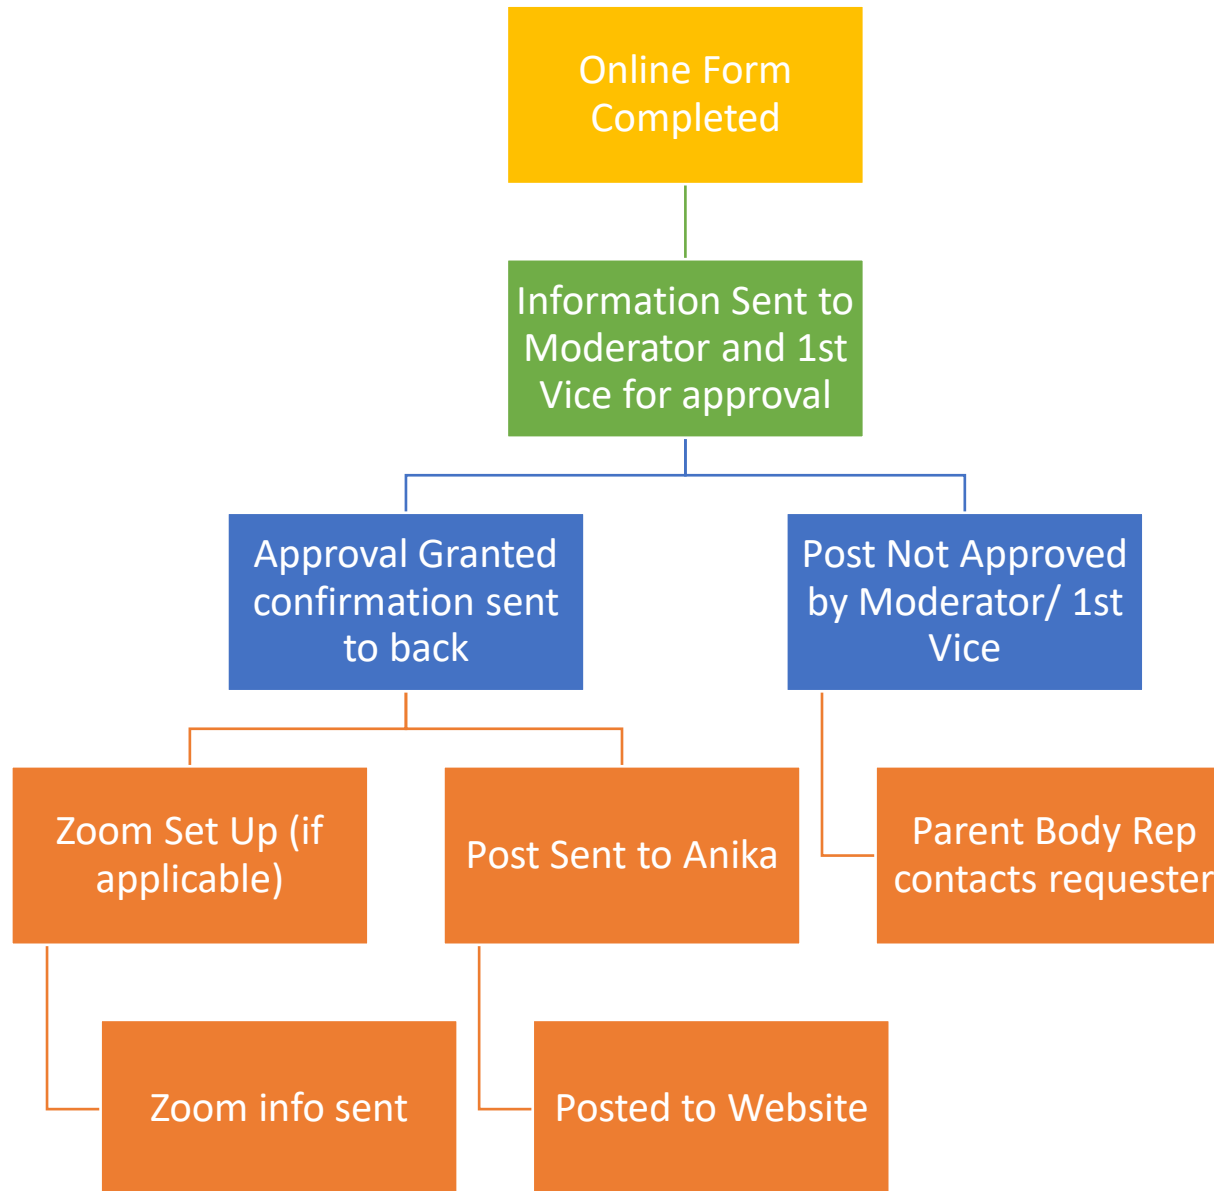 Online Form
Completed
Information Sent to
Moderator and 1st
Vice for approval
Approval Granted
confirmation sent
to back
Post Not Approved
by Moderator/ 1st
Vice
Zoom Set Up (if
applicable)
Post Sent to Anika
Parent Body Rep
contacts requester
Zoom info sent
Posted to Website